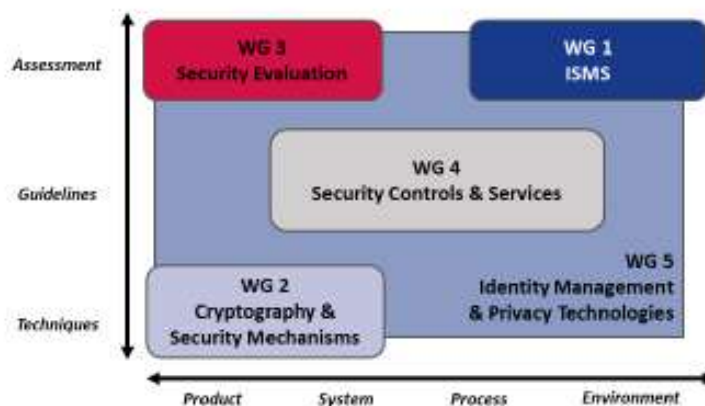 Assessment
WG 3
Security Evaluation
WG 1
ISMS
Guidelines
WG 4
Security Controls & Services
WG 5
Identity Management
& Privacy Technologies
WG 2
Cryptography &
Security Mechanisms
Techniques
Product
System
Process
Environment